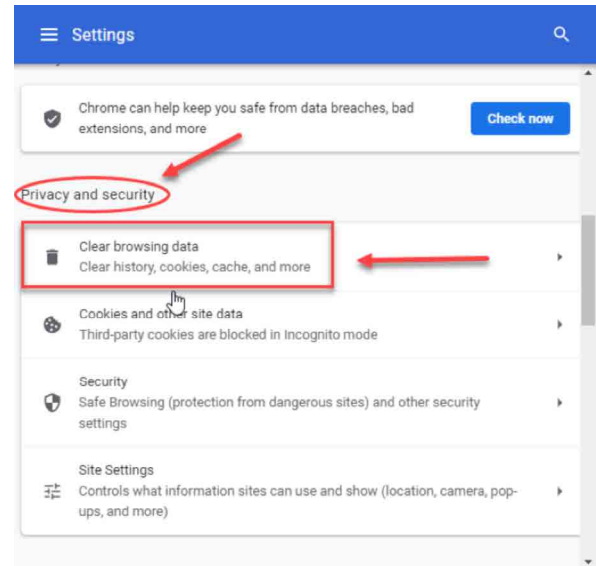 Settings
Chrome can help keep you safe from data breaches, bad
extensions, and more
Check now
Privacy and security
Clear browsing data
Clear history, cookies, cache, and more
Cookies and other site data
Third-party cookies are blocked in Incognito mode
Security
Safe Browsing (protection from dangerous sites) and other security
settings
Site Settings
Controls what information sites can use and show (location, camera, pop-
ups, and more)